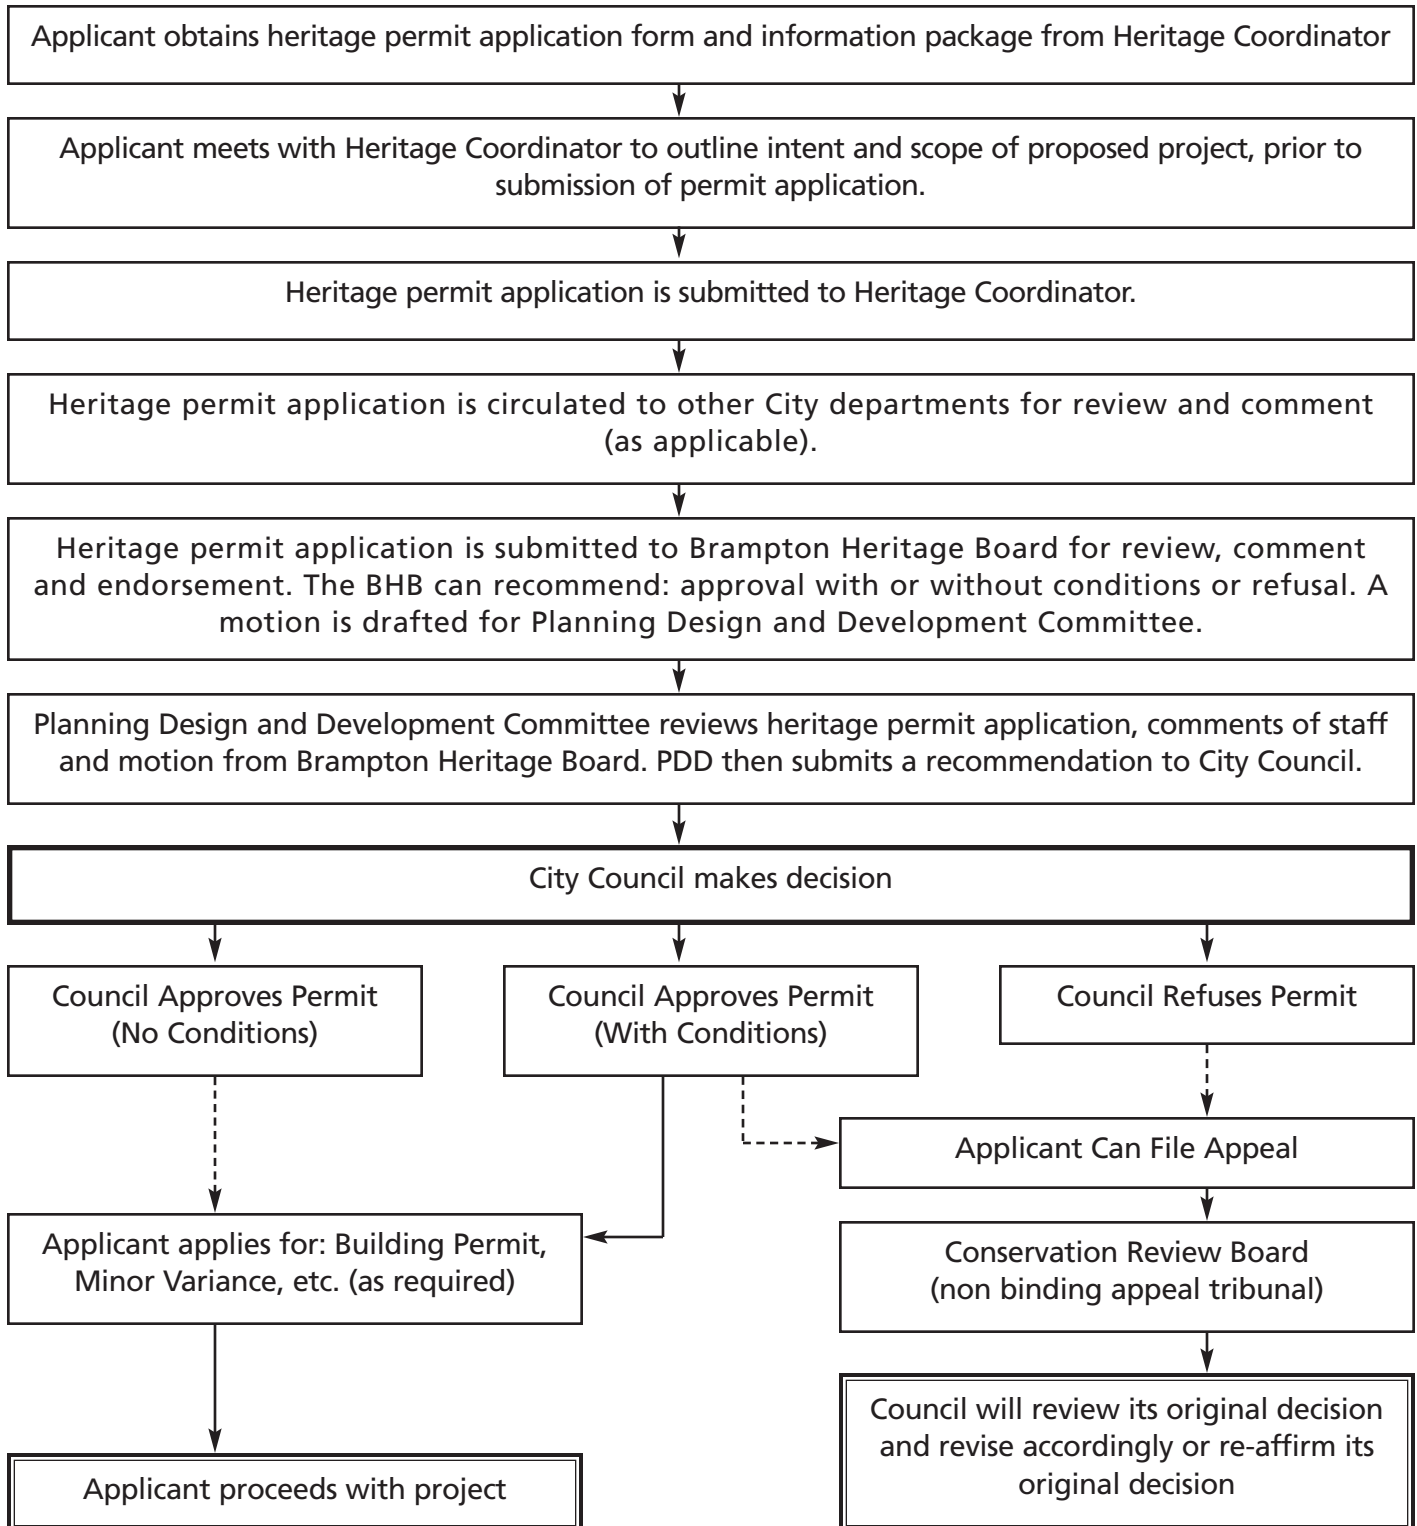 Applicant obtains heritage permit application form and information package from Heritage Coordinator
Applicant meets with Heritage Coordinator to outline intent and scope of proposed project, prior to
submission of permit application.
Heritage permit application is submitted to Heritage Coordinator.
Heritage permit application is circulated to other City departments for review and comment
(as applicable).
Heritage permit application is submitted to Brampton Heritage Board for review, comment
and endorsement. The BHB can recommend: approval with or without conditions or refusal. A
motion is drafted for Planning Design and Development Committee.
Planning Design and Development Committee reviews heritage permit application, comments of staff
and motion from Brampton Heritage Board. PDD then submits a recommendation to City Council.
City Council makes decision
Council Approves Permit
(No Conditions)
Council Approves Permit
(With Conditions)
Council Refuses Permit
Applicant Can File Appeal
Applicant applies for: Building Permit,
Minor Variance, etc. (as required)
Conservation Review Board
(non binding appeal tribunal)
Council will review its original decision
and revise accordingly or re-affirm its
original decision
Applicant proceeds with project